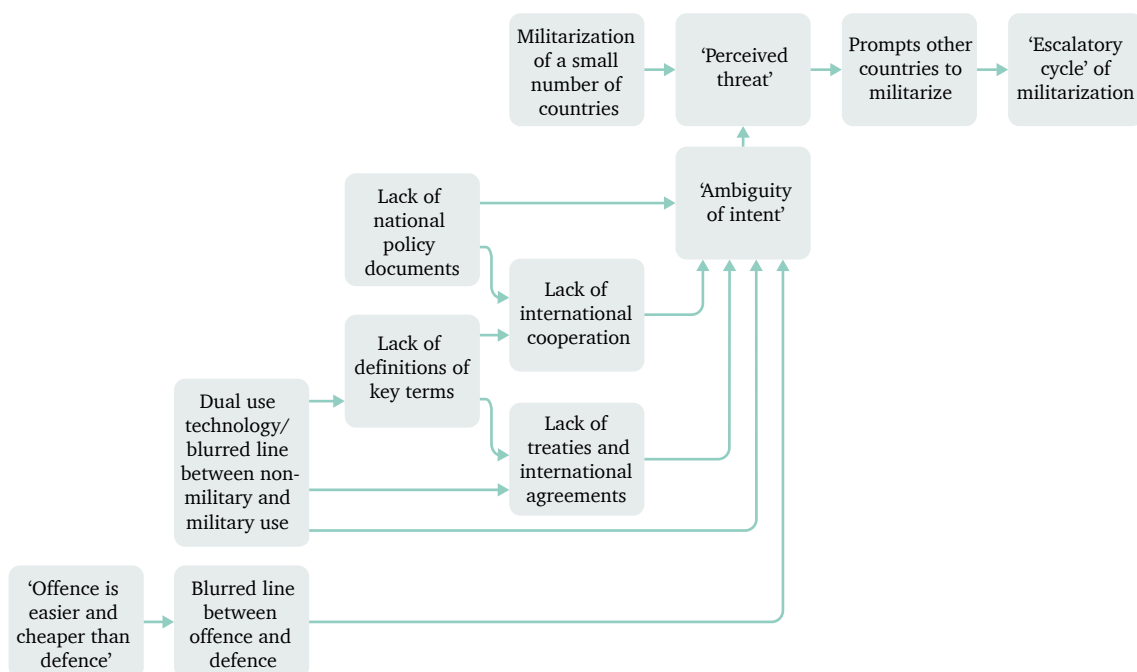 Militarization
of a small
number of
countries
‘Perceived
threat’
Prompts other
countries to
militarize
‘Escalatory
cycle’ of
militarization
‘Ambiguity
of intent’
Lack of
national
policy
documents
Lack of
international
cooperation
Lack of
definitions of
key terms
Dual use
technology/
blurred line
between non-
military and
military use
Lack of
treaties and
international
agreements
‘Offence is
easier and
cheaper than
defence’
Blurred line
between
offence and
defence